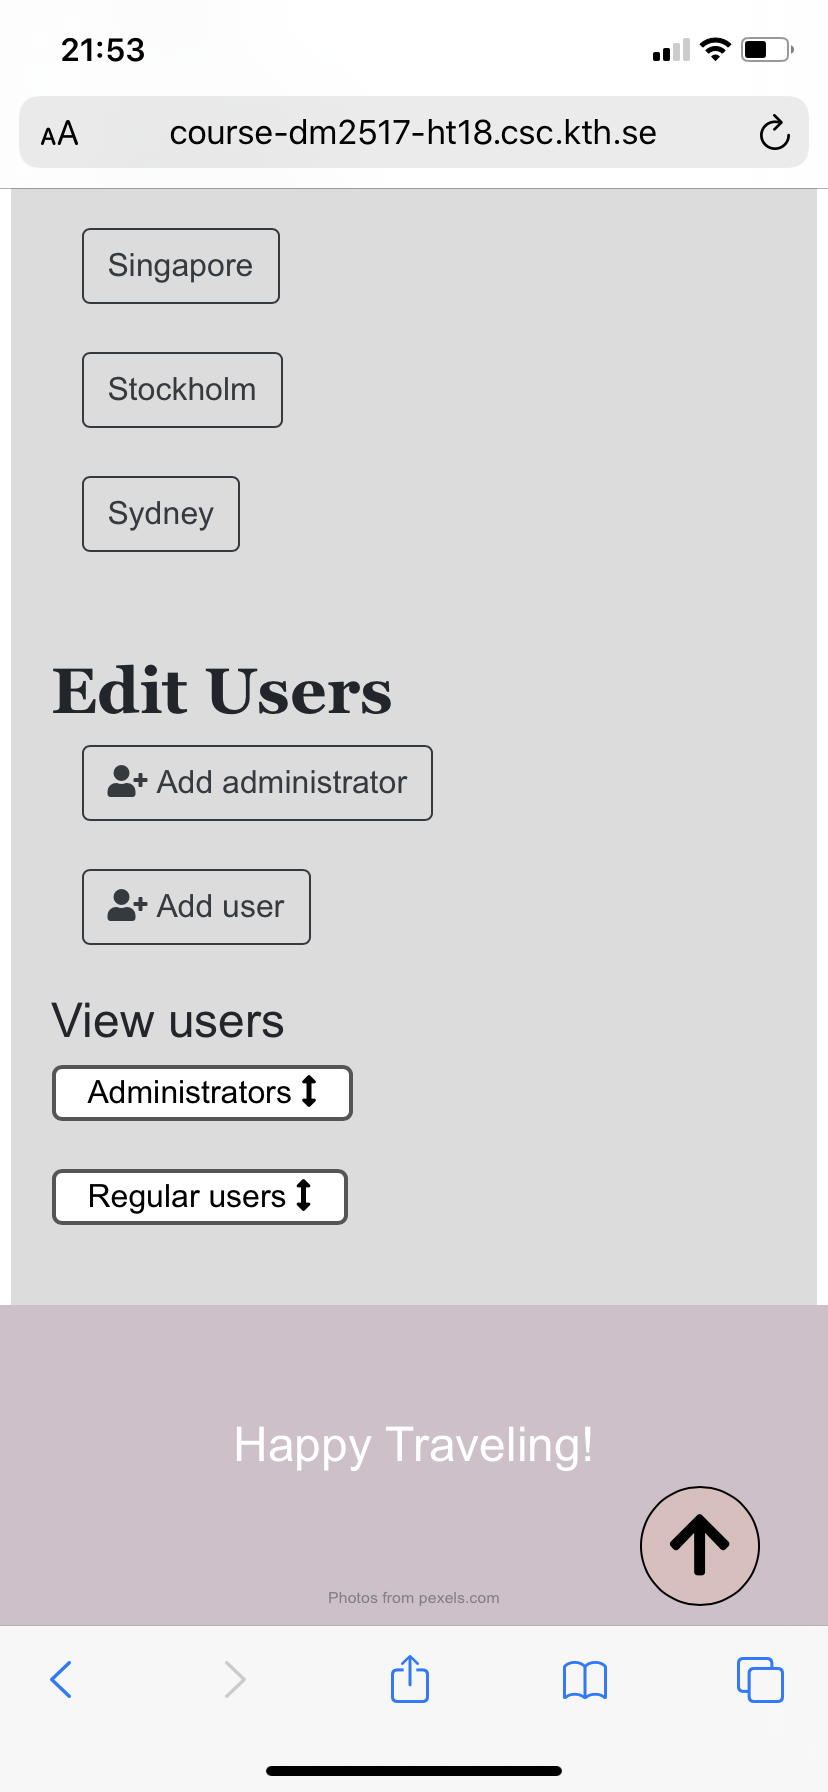 21:53
AA course-dm2517-ht18.csc.kth.se
Singapore
Stockholm
Sydney
Edit Users
Add administrator
Add user
View users
Administrators
Regular users
Happy Traveling!
Photos from pexels.com